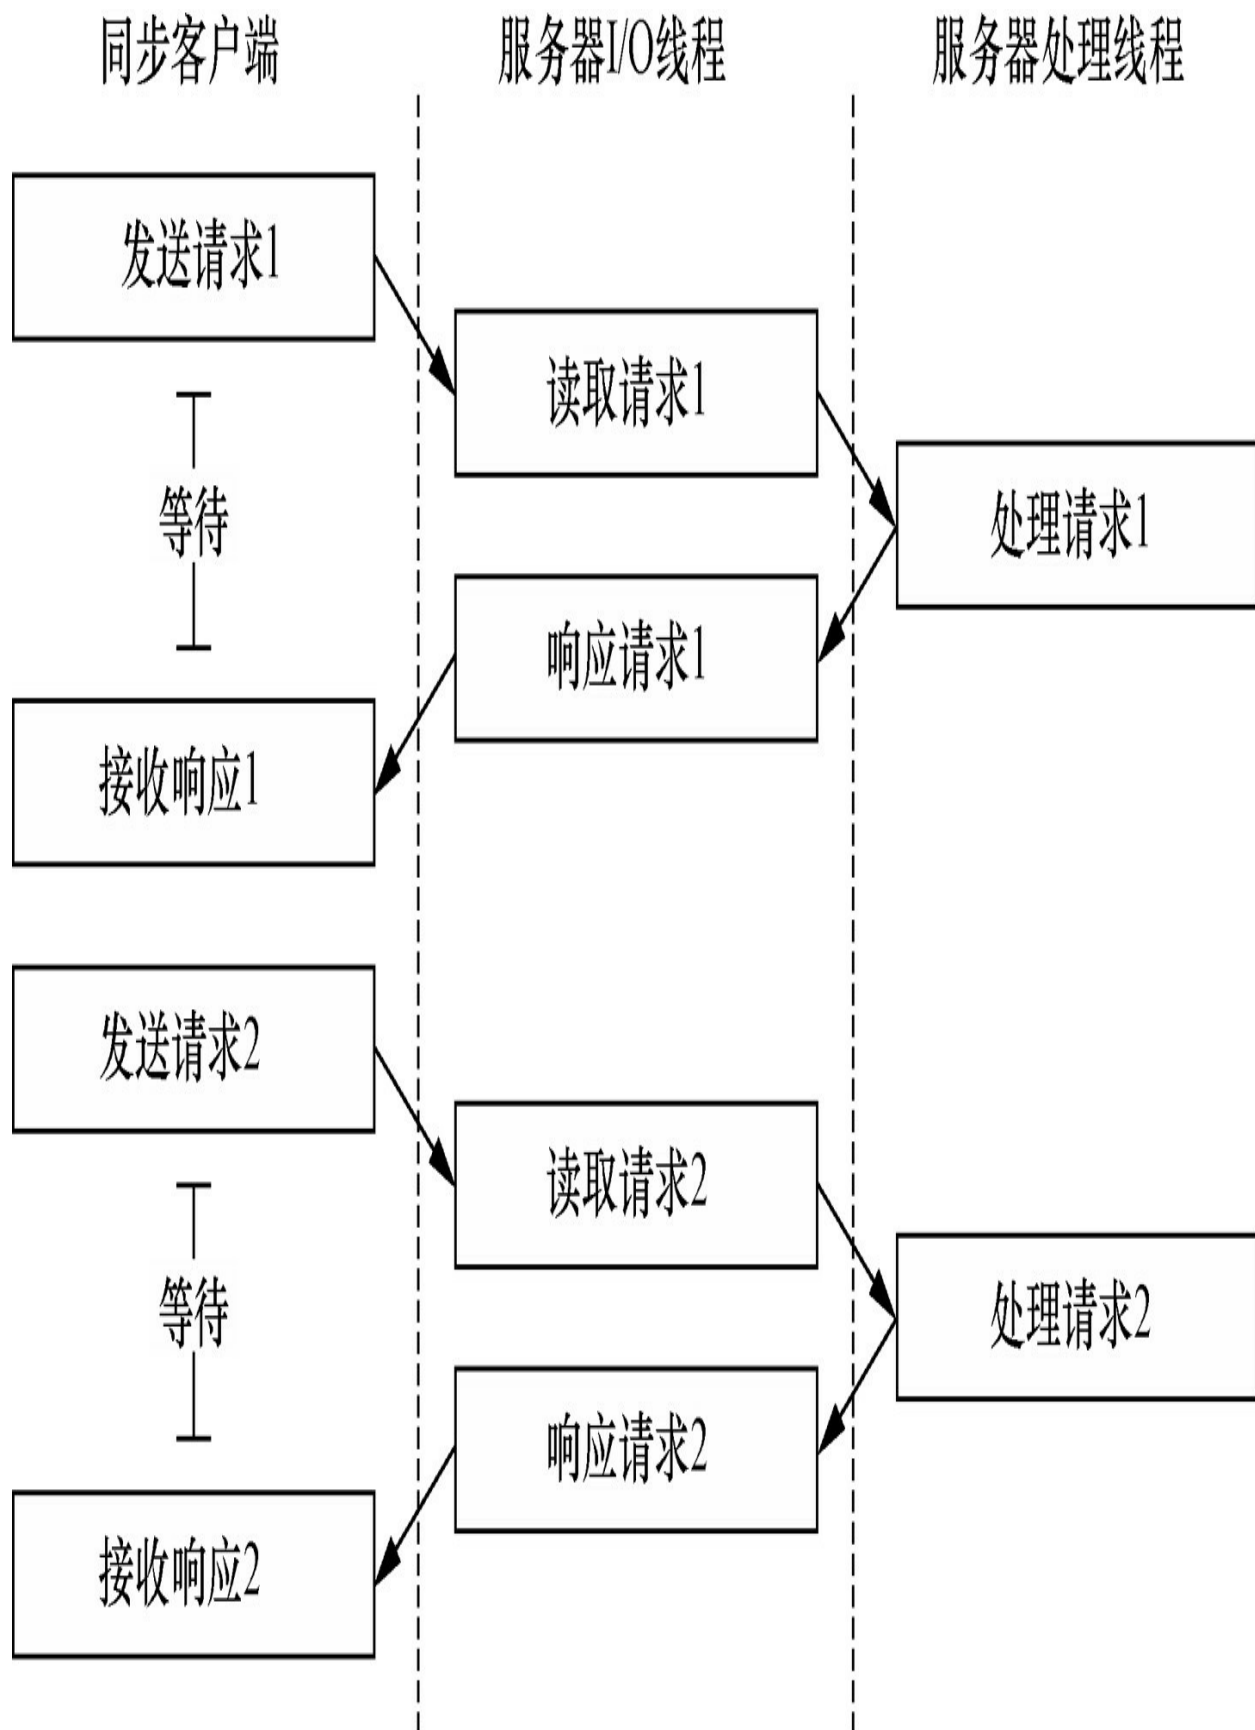 同步客户端
服务器I/O线程
服务器处理线程
发送请求1
读取请求1
等待
处理请求1
响应请求1
接收响应1
发送请求2
读取请求2
等待
处理请求2
响应请求2
接收响应2